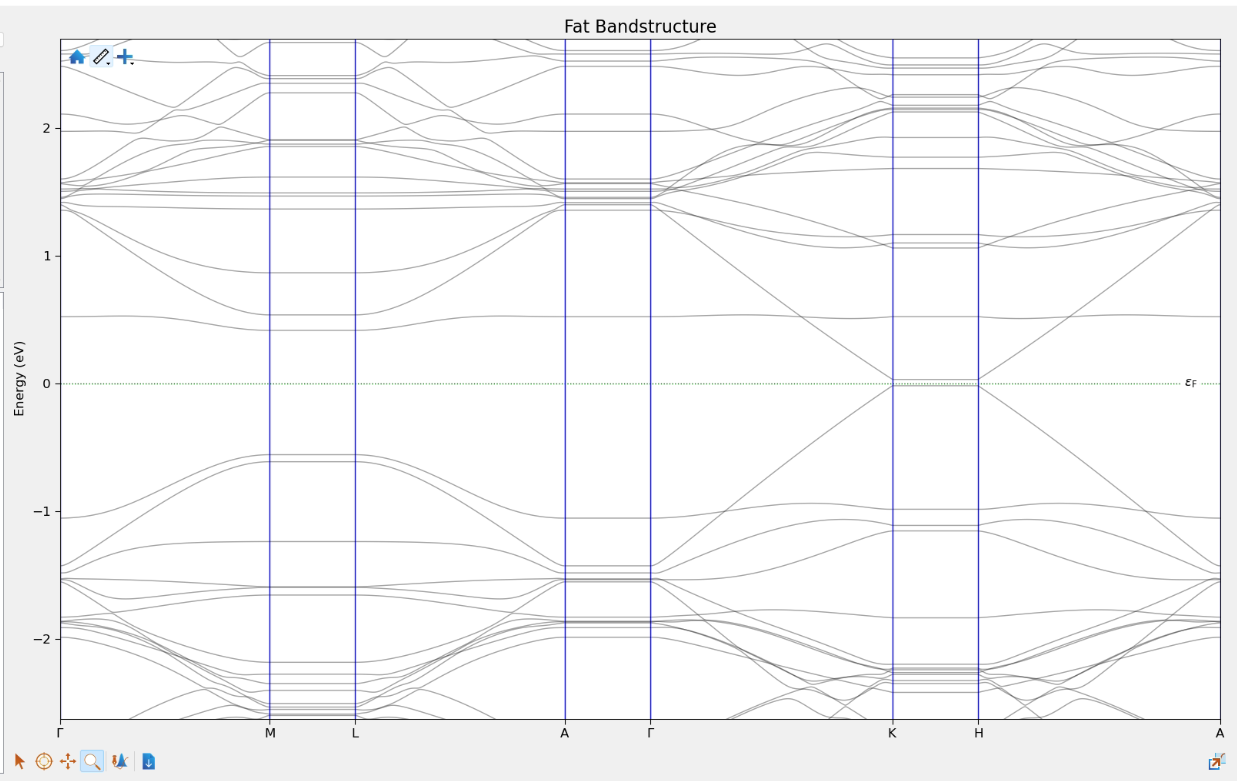 Fat Bandstructure
2
1
0
−1
−2
Energy (eV)
εF
Γ M L A Γ K H A